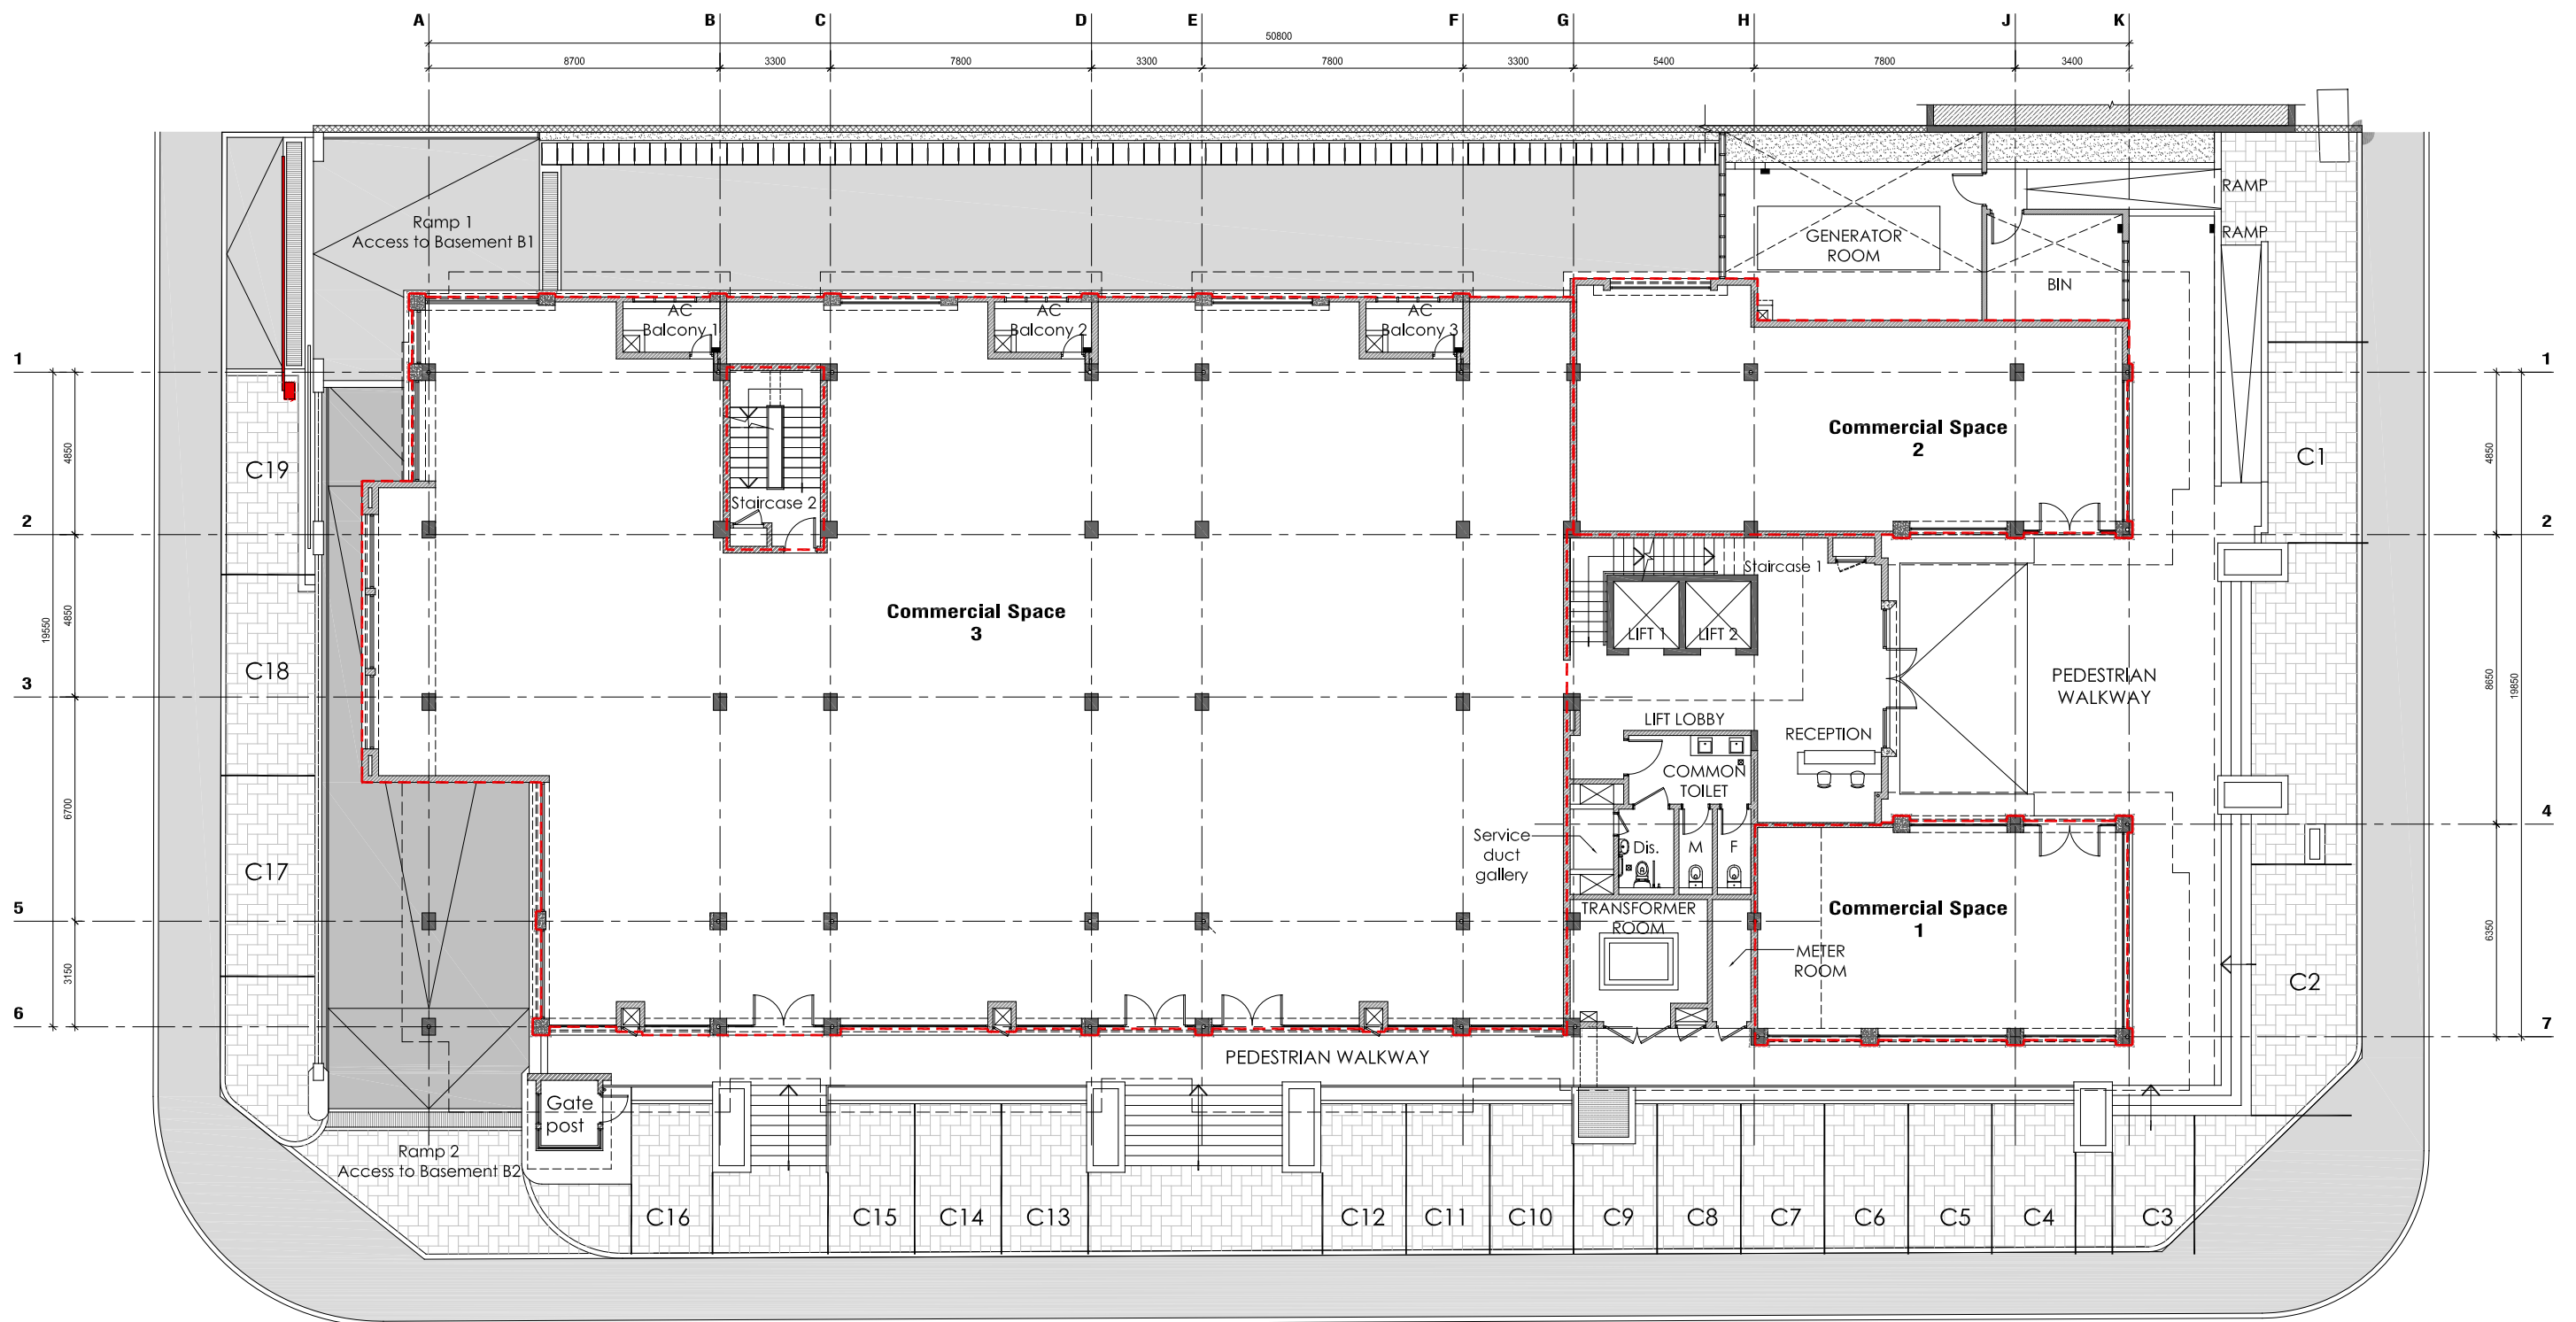 A B C D E F G H J K
50800
8700 3300 7800 3300 7800 3300 5400 7800 3400
Ramp 1
Access to Basement B1
RAMP
RAMP
GENERATOR
ROOM
BIN
AC
Balcony 1
AC
Balcony 2
AC
Balcony 3
1
1
4850
4850
C19
Commercial Space
2
C1
Staircase 2
2
2
Staircase 1
19550
4850
Commercial Space
3
LIFT 1
LIFT 2
C18
3
PEDESTRIAN
WALKWAY
8650
19850
LIFT LOBBY
RECEPTION
COMMON
TOILET
6700
4
C17
Service
duct
gallery
Dis.
M
F
5
TRANSFORMER
ROOM
Commercial Space
1
METER
ROOM
6350
3150
C2
6
7
PEDESTRIAN WALKWAY
Gate
post
Ramp 2
Access to Basement B2
C16 C15 C14 C13 C12 C11 C10 C9 C8 C7 C6 C5 C4 C3